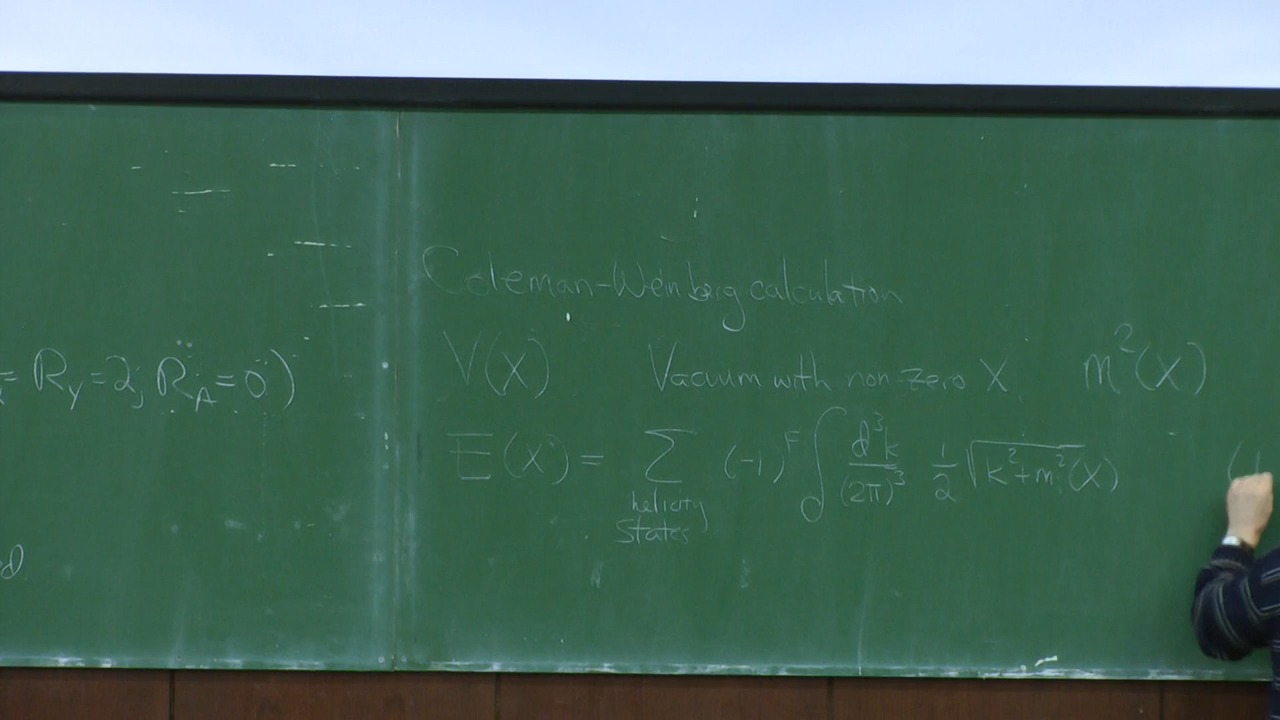 = R_Y = 2, R_A = 0)
d
Coleman-Weinberg calculation
V(X) Vacuum with non-zero X m²(X)
E(X) = ∑ (-1)^F ∫ d³k/(2π)³ 1/2 √(k²+m²(X))
helicity
states
(